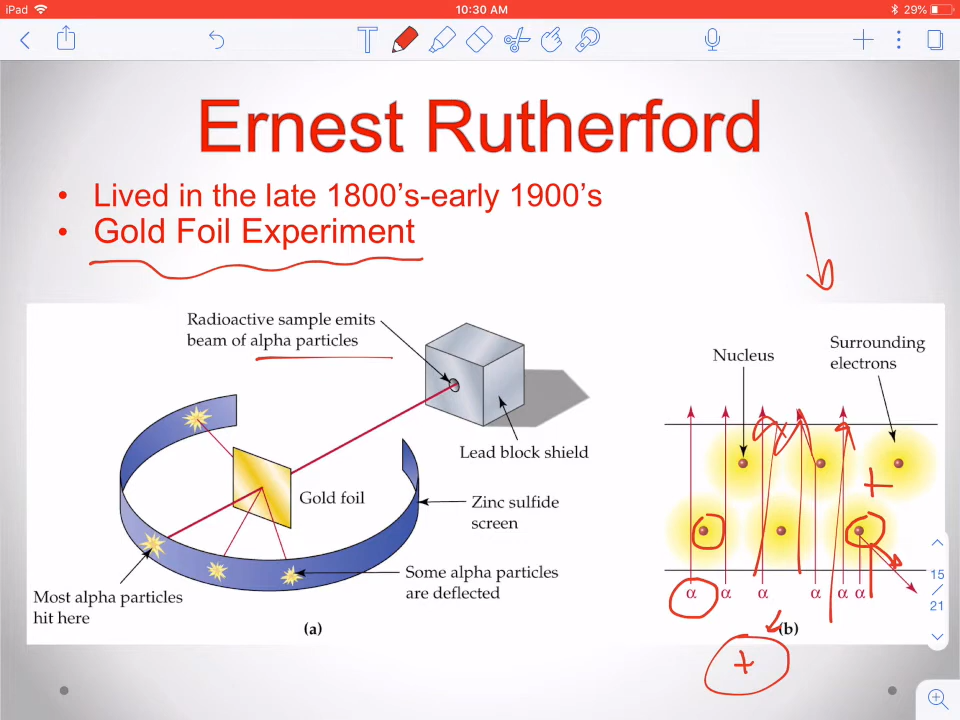 iPad
10:30 AM
29%
T
Ernest Rutherford
• Lived in the late 1800's-early 1900's
• Gold Foil Experiment
Radioactive sample emits
beam of alpha particles
Lead block shield
Gold foil
Zinc sulfide
screen
Some alpha particles
are deflected
Most alpha particles
hit here
(a)
Nucleus
Surrounding
electrons
+
α α α α α α
(b)
+
15
/
21